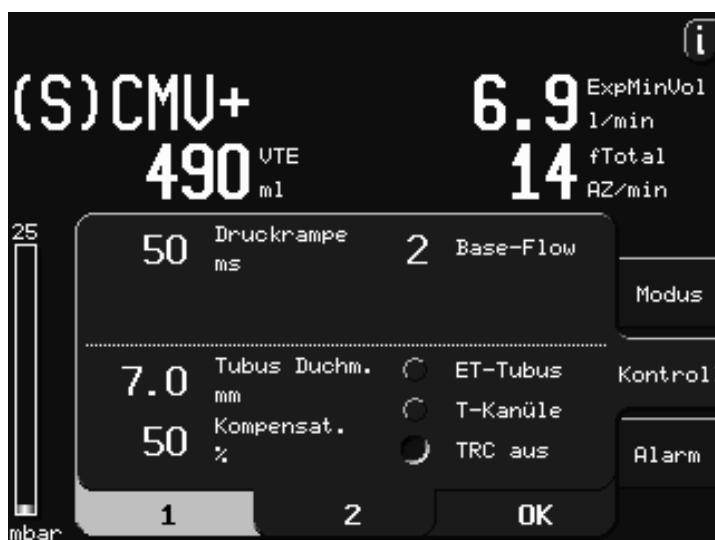 i
(S)CMV+
6.9 ExpMinVol l/min
490 VTE ml
14 fTotal AZ/min
25
50 Druckrampe ms
2 Base-Flow
Modus
7.0 Tubus Duchm. mm
ET-Tubus
Kontrol
T-Kanüle
50 Kompensat. %
TRC aus
Alarm
1
2
OK
mbar